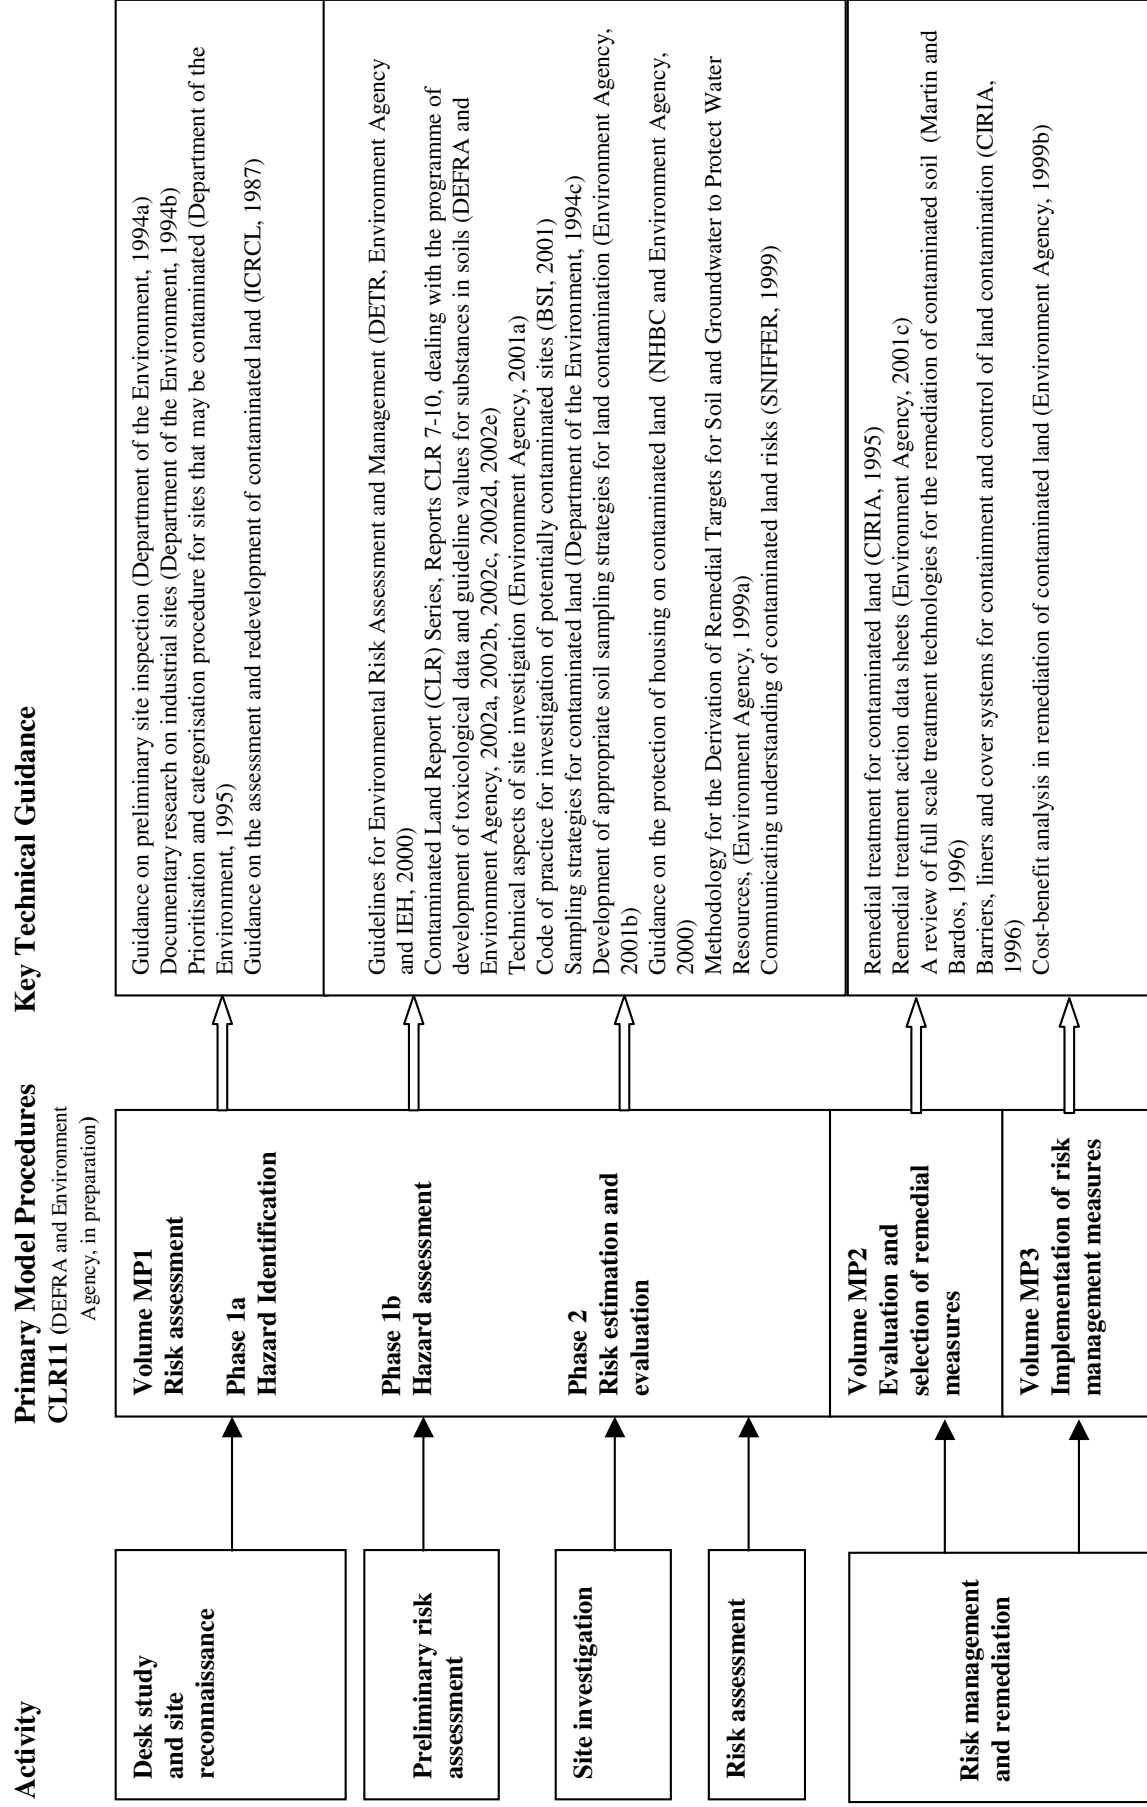 Activity
Desk study
and site
reconnaissance
Preliminary risk
assessment
Site investigation
Risk assessment
Risk management
and remediation
Primary Model Procedures
CLR11 (DEFRA and Environment
Agency, in preparation)
Volume MP1
Risk assessment
Phase 1a
Hazard Identification
Phase 1b
Hazard assessment
Phase 2
Risk estimation and
evaluation
Volume MP2
Evaluation and
selection of remedial
measures
Volume MP3
Implementation of risk
management measures
Key Technical Guidance
Guidance on preliminary site inspection (Department of the Environment, 1994a)
Documentary research on industrial sites (Department of the Environment, 1994b)
Prioritisation and categorisation procedure for sites that may be contaminated (Department of the
Environment, 1995)
Guidance on the assessment and redevelopment of contaminated land (ICRCL, 1987)
Guidelines for Environmental Risk Assessment and Management (DETR, Environment Agency
and IEH, 2000)
Contaminated Land Report (CLR) Series, Reports CLR 7-10, dealing with the programme of
development of toxicological data and guideline values for substances in soils (DEFRA and
Environment Agency, 2002a, 2002b, 2002c, 2002d, 2002e)
Technical aspects of site investigation (Environment Agency, 2001a)
Code of practice for investigation of potentially contaminated sites (BSI, 2001)
Sampling strategies for contaminated land (Department of the Environment, 1994c)
Development of appropriate soil sampling strategies for land contamination (Environment Agency,
2001b)
Guidance on the protection of housing on contaminated land (NHBC and Environment Agency,
2000)
Methodology for the Derivation of Remedial Targets for Soil and Groundwater to Protect Water
Resources, (Environment Agency, 1999a)
Communicating understanding of contaminated land risks (SNIFFER, 1999)
Remedial treatment for contaminated land (CIRIA, 1995)
Remedial treatment action data sheets (Environment Agency, 2001c)
A review of full scale treatment technologies for the remediation of contaminated soil (Martin and
Bardos, 1996)
Barriers, liners and cover systems for containment and control of land contamination (CIRIA,
1996)
Cost-benefit analysis in remediation of contaminated land (Environment Agency, 1999b)